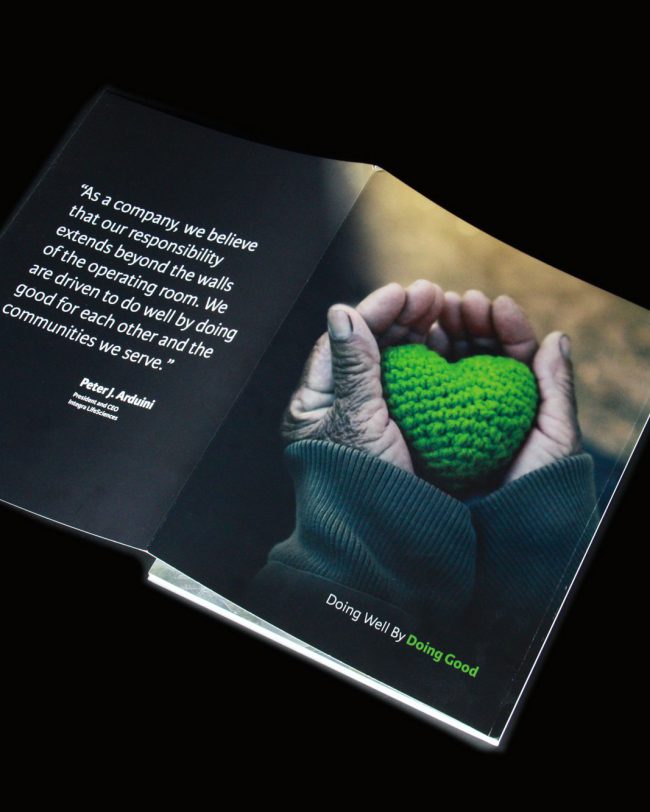 “As a company, we believe
that our responsibility
extends beyond the walls
of the operating room. We
are driven to do well by doing
good for each other and the
communities we serve.”
Peter J. Arduini
President and CEO
Integra LifeSciences
Doing Well By Doing Good